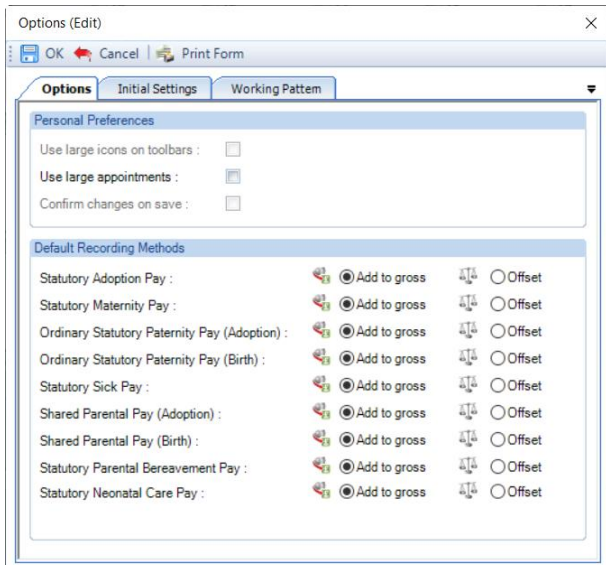 Options (Edit)
OK Cancel Print Form
Options Initial Settings Working Pattern
Personal Preferences
Use large icons on toolbars :
Use large appointments :
Confirm changes on save :
Default Recording Methods
Statutory Adoption Pay : Add to gross Offset
Statutory Maternity Pay : Add to gross Offset
Ordinary Statutory Paternity Pay (Adoption) : Add to gross Offset
Ordinary Statutory Paternity Pay (Birth) : Add to gross Offset
Statutory Sick Pay : Add to gross Offset
Shared Parental Pay (Adoption) : Add to gross Offset
Shared Parental Pay (Birth) : Add to gross Offset
Statutory Parental Bereavement Pay : Add to gross Offset
Statutory Neonatal Care Pay : Add to gross Offset